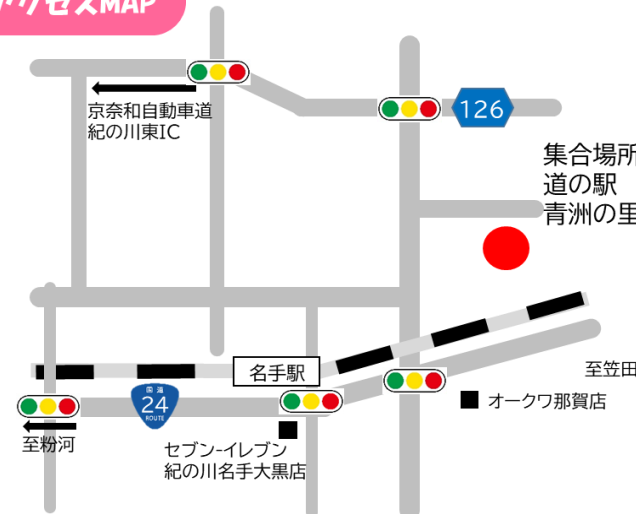 アクセスMAP
京奈和自動車道
紀の川東IC
126
集合場所
道の駅
青洲の里
名手駅
国道
24
ROUTE
至笠田
オークワ那賀店
至粉河
セブン-イレブン
紀の川名手大黒店